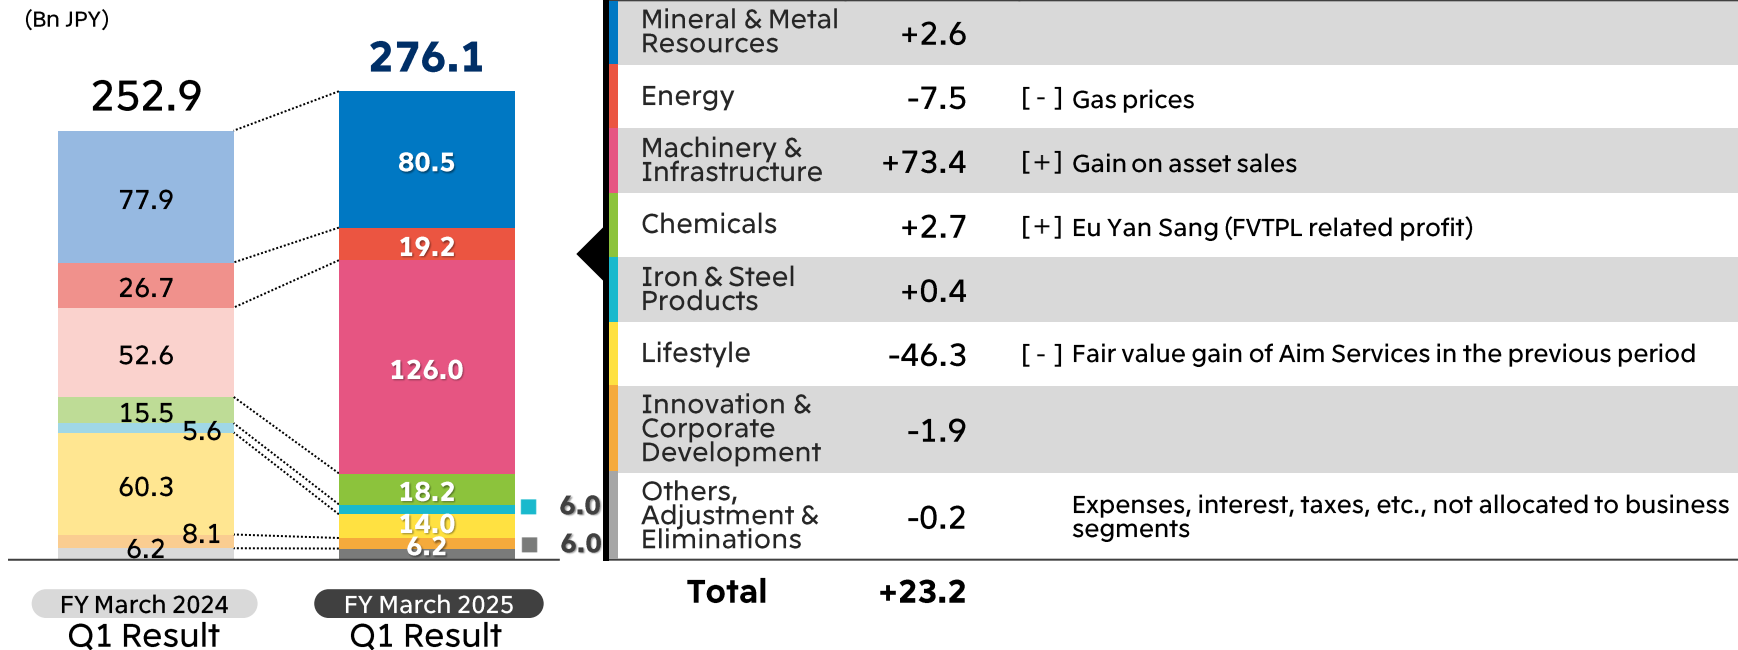 (Bn JPY)
252.9
77.9
26.7
52.6
15.5
5.6
60.3
8.1
6.2
FY March 2024
Q1 Result
276.1
80.5
19.2
126.0
18.2
6.0
14.0
6.2
6.0
FY March 2025
Q1 Result
Mineral & Metal
Resources
+2.6
Energy
-7.5
[-] Gas prices
Machinery &
Infrastructure
+73.4
[+] Gain on asset sales
Chemicals
+2.7
[+] Eu Yan Sang (FVTPL related profit)
Iron & Steel
Products
+0.4
Lifestyle
-46.3
[-] Fair value gain of Aim Services in the previous period
Innovation &
Corporate
Development
-1.9
Others,
Adjustment &
Eliminations
-0.2
Expenses, interest, taxes, etc., not allocated to business
segments
Total
+23.2